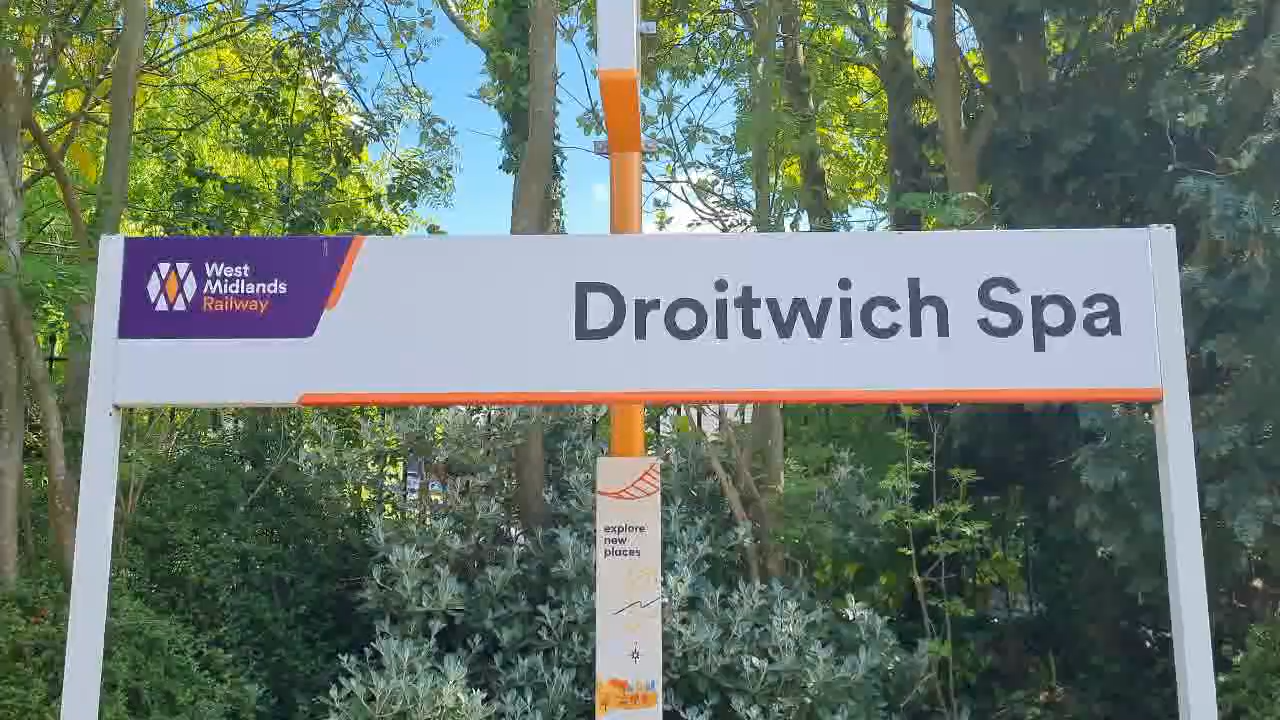 West
Midlands
Railway
Droitwich Spa
explore
new
places